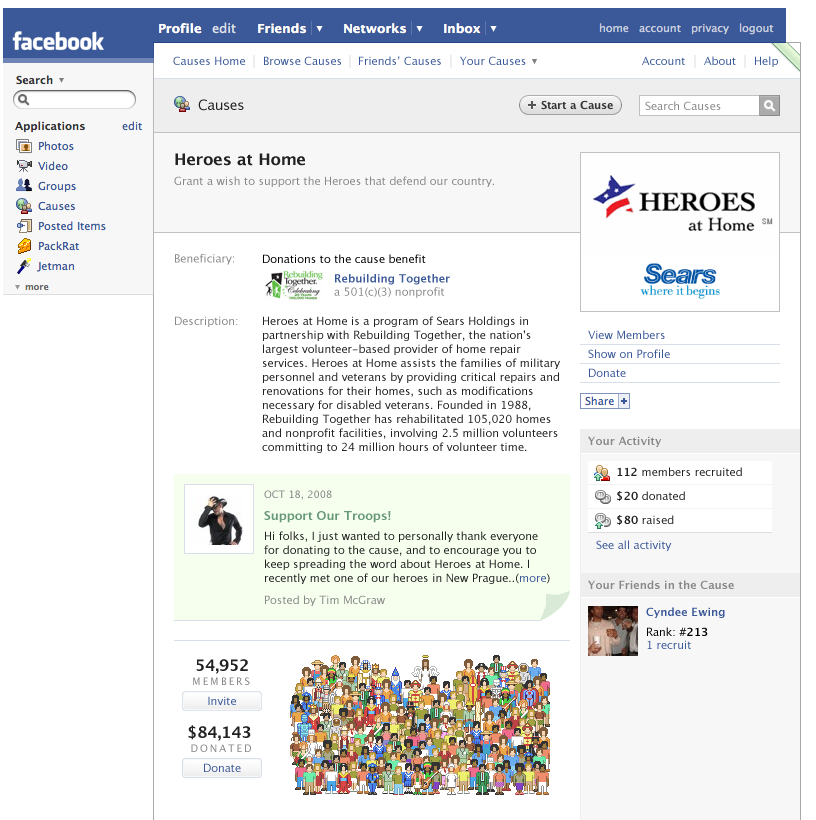 facebook
Profile edit Friends Networks Inbox
home account privacy logout
Search
Applications edit
Photos
Video
Groups
Causes
Posted Items
PackRat
Jetman
more
Causes Home Browse Causes Friends' Causes Your Causes
Account About Help
Causes
+ Start a Cause
Search Causes
Heroes at Home
Grant a wish to support the Heroes that defend our country.
HEROES
at Home SM
Sears
where it begins
Beneficiary:
Donations to the cause benefit
Rebuilding
Together.
Celebrating
Rebuilding Together
a 501(c)(3) nonprofit
Description:
Heroes at Home is a program of Sears Holdings in
partnership with Rebuilding Together, the nation's
largest volunteer-based provider of home repair
services. Heroes at Home assists the families of military
personnel and veterans by providing critical repairs and
renovations for their homes, such as modifications
necessary for disabled veterans. Founded in 1988,
Rebuilding Together has rehabilitated 105,020 homes
and nonprofit facilities, involving 2.5 million volunteers
committing to 24 million hours of volunteer time.
View Members
Show on Profile
Donate
Share +
Your Activity
112 members recruited
$20 donated
$80 raised
See all activity
Your Friends in the Cause
Cyndee Ewing
Rank: #213
1 recruit
OCT 18, 2008
Support Our Troops!
Hi folks, I just wanted to personally thank everyone
for donating to the cause, and to encourage you to
keep spreading the word about Heroes at Home. I
recently met one of our heroes in New Prague..(more)
Posted by Tim McGraw
54,952
MEMBERS
Invite
$84,143
DONATED
Donate